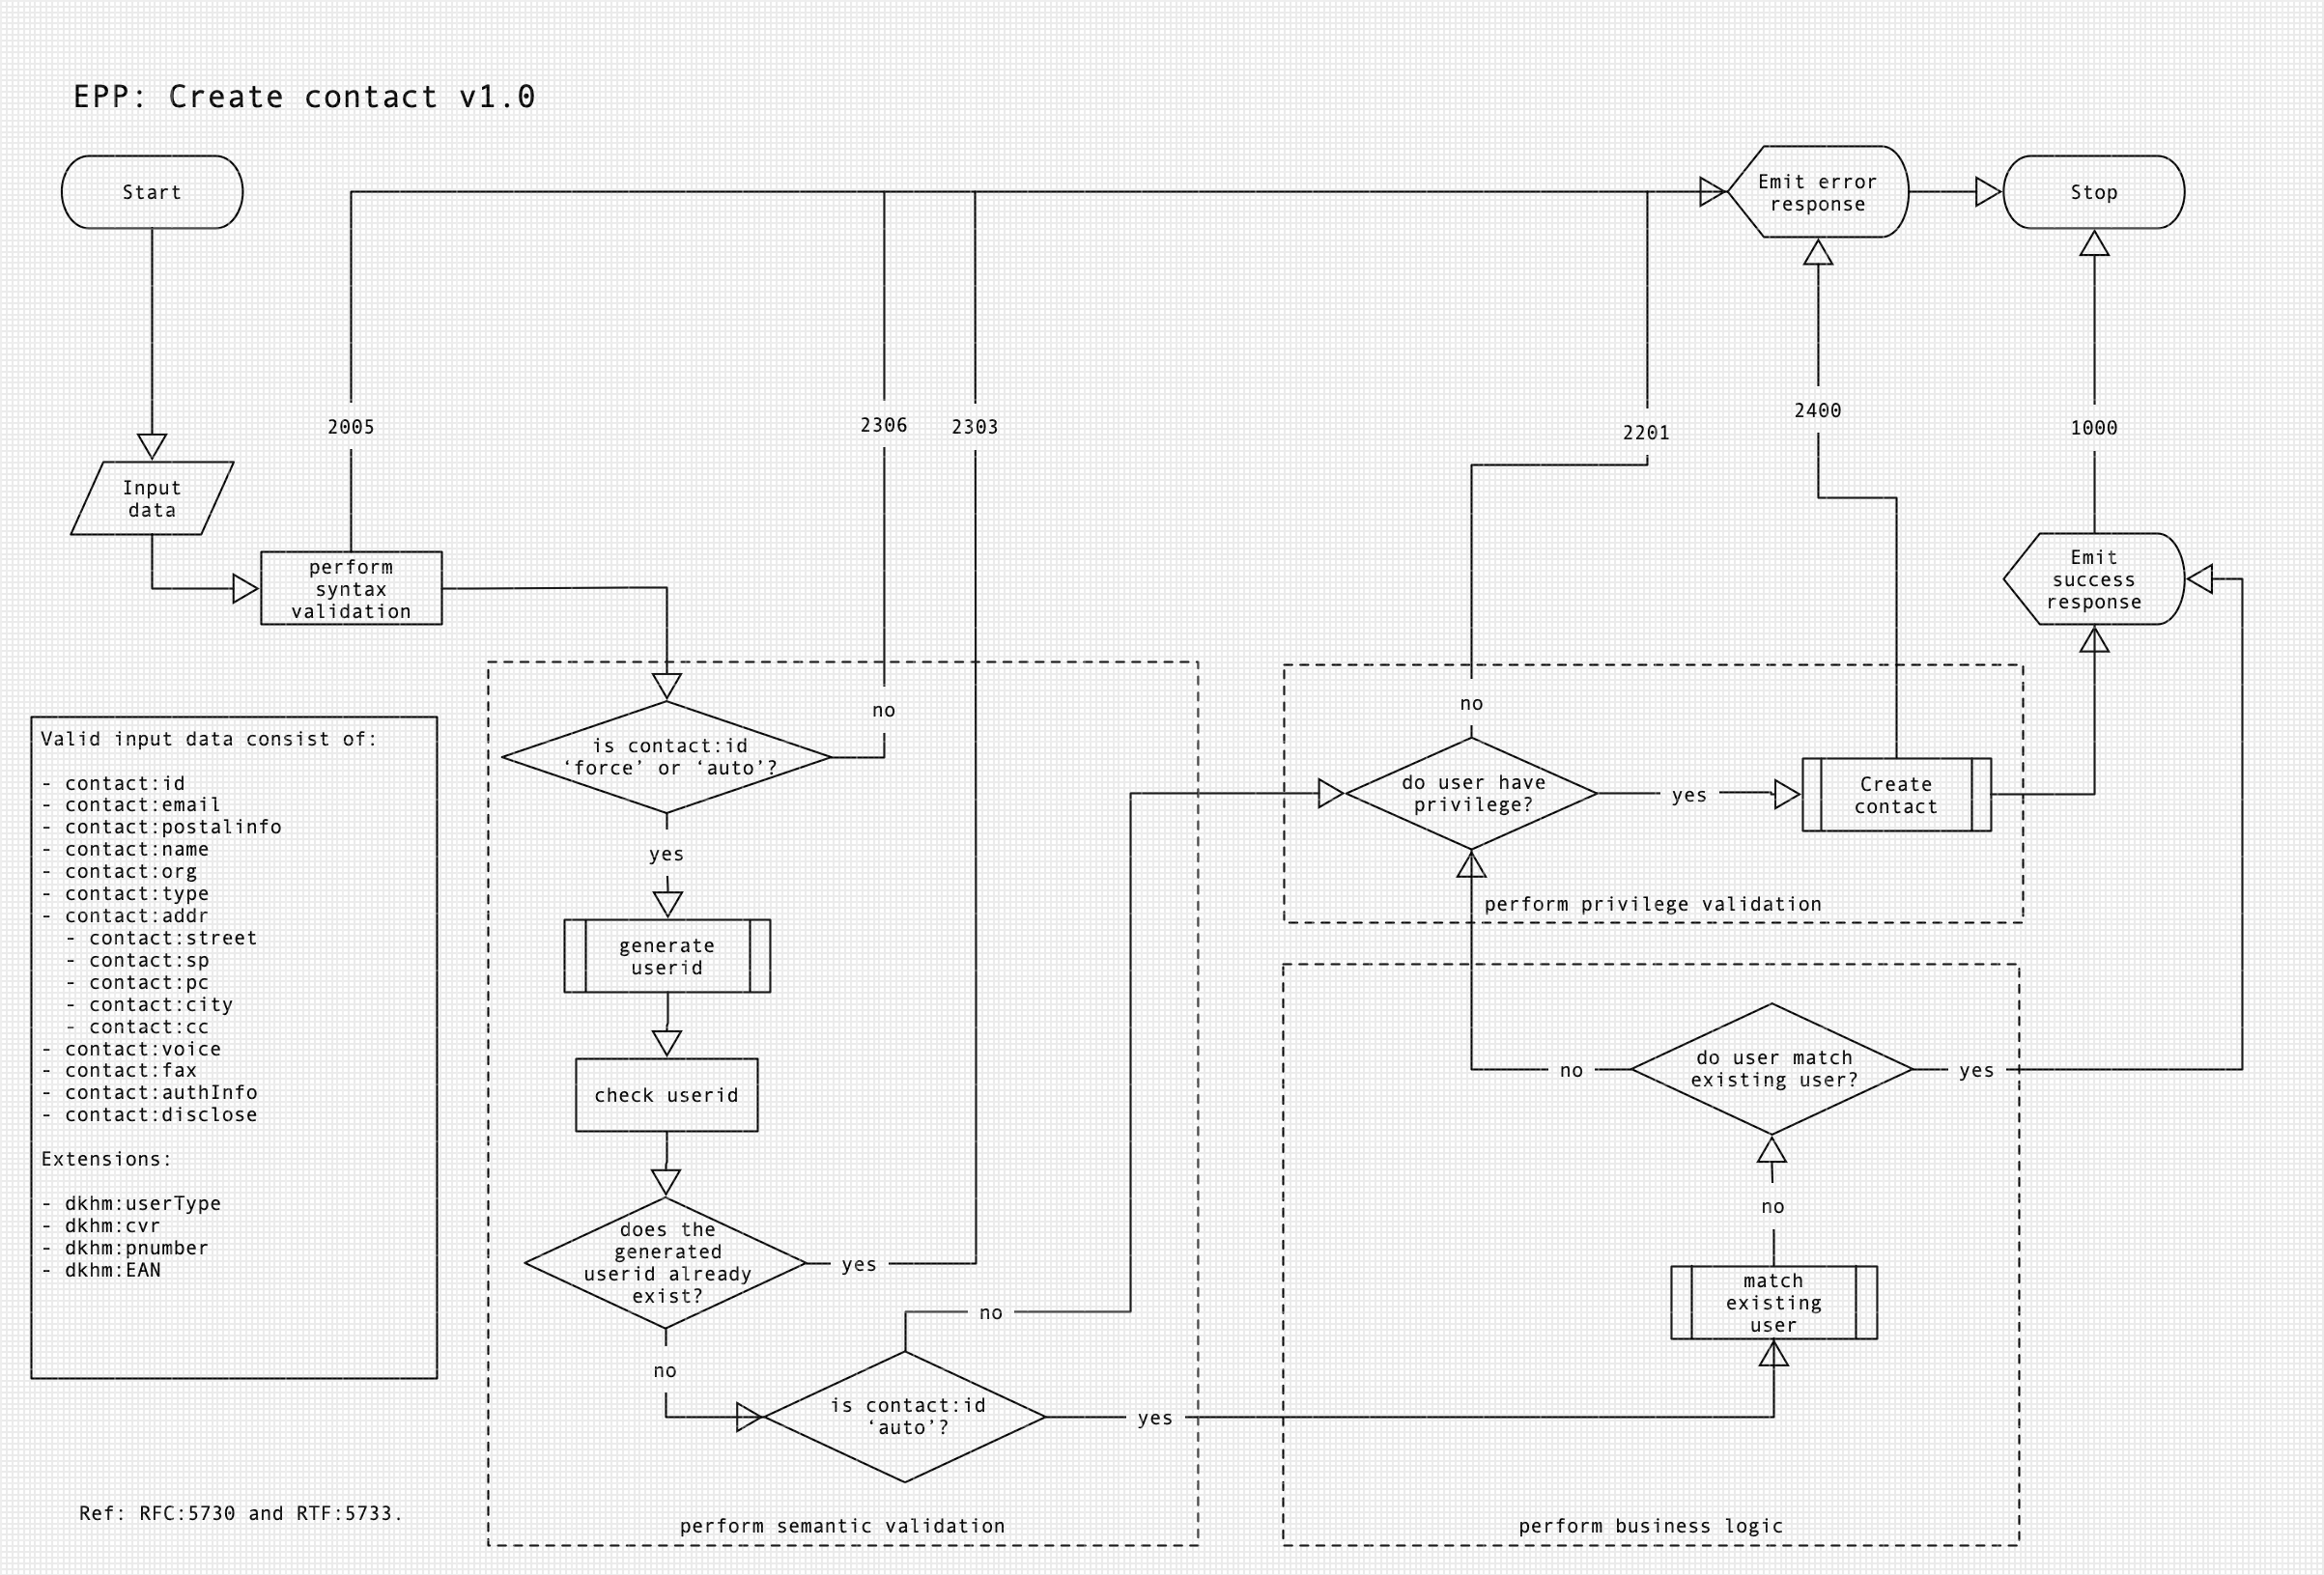 EPP: Create contact v1.0
Start
Emit error
response
Stop
2005
2306
2303
2201
2400
1000
Input
data
perform
syntax
validation
Emit
success
response
Valid input data consist of:
- contact:id
- contact:email
- contact:postalinfo
- contact:name
- contact:org
- contact:type
- contact:addr
- contact:street
- contact:sp
- contact:pc
- contact:city
- contact:cc
- contact:voice
- contact:fax
- contact:authInfo
- contact:disclose
Extensions:
- dkhm:userType
- dkhm:cvr
- dkhm:pnumber
- dkhm:EAN
Ref: RFC:5730 and RTF:5733.
is contact:id
‘force’ or ‘auto’?
no
yes
generate
userid
check userid
does the
generated
userid already
exist?
yes
no
is contact:id
‘auto’?
no
yes
perform semantic validation
no
do user have
privilege?
yes
Create
contact
perform privilege validation
do user match
existing user?
no
yes
no
match
existing
user
perform business logic